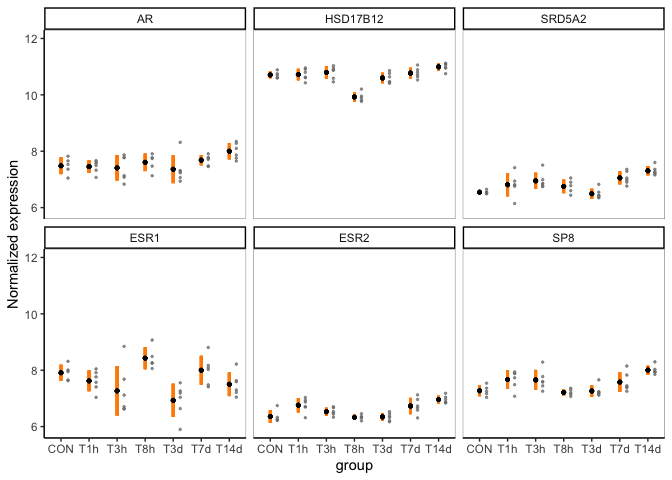 AR HSD17B12 SRD5A2
12
10
8
6
ESR1 ESR2 SP8
12
10
8
6
Normalized expression
CON T1h T3h T8h T3d T7d T14d CON T1h T3h T8h T3d T7d T14d CON T1h T3h T8h T3d T7d T14d
group